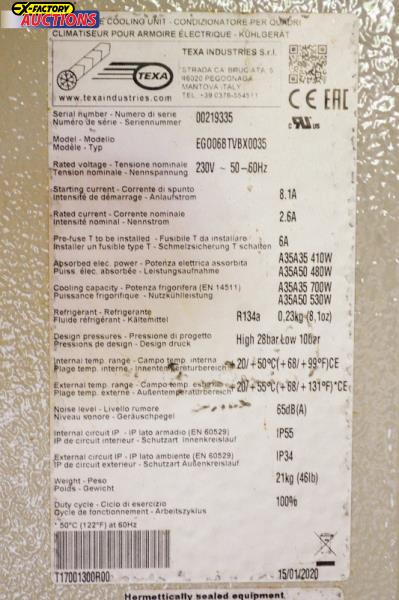 EX-FACTORY
AUCTIONS
COOLING UNIT - CONDIZIONATORE PER QUADRI
CLIMATISEUR POUR ARMOIRE ÉLECTRIQUE - KÜHLGERÄT
TEXA INDUSTRIES S.r.l.
STRADA CA' BRUCIATA, 5
46020 PEGOGNAGA
MANTOVA ITALY
TEL. +39 0376-554511
TEXA
www.texaindustries.com
CE EAC
c RU US
Serial number - Numero di serie
Numéro de série - Seriennummer
00219335
Model - Modello
Modèle - Typ
EGO068TVBX0035
Rated voltage - Tensione nominale
Tension nominale - Nennspannung
230V ~ 50-60Hz
Starting current - Corrente di spunto
Intensité de démarrage - Anlaufstrom
8.1A
Rated current - Corrente nominale
Intensité nominal - Nennstrom
2.6A
Pre-fuse T to be installed - Fusibile T da installare
Installer un fusible type T - Schmelzsicherung T schalten
6A
Absorbed elec. power - Potenza elettrica assorbita
Puiss. élec. absorbée - Leistungsaufnahme
A35A35 410W
A35A50 480W
Cooling capacity - Potenza frigorifera (EN 14511)
Puissance frigorifique - Nutzkühlleistung
A35A35 700W
A35A50 530W
Refrigerant - Refrigerante
Fluide réfrigérant - Kältemittel
R134a 0,23kg (8,1oz)
Design pressures - Pressione di progetto
Pressions de design - Design druck
High 28bar Low 10bar
Internal temp. range - Campo temp. interna
Plage temp. interne - Innentemperaturbereich
+20/+50°C(+68/+99°F)CE
External temp. range - Campo temp. esterna
Plage temp. externe - Außentemperaturbereich
+20/+55°C(+68/+131°F)*CE
Noise level - Livello rumore
Niveau sonore - Geräuschpegel
65dB(A)
Internal circuit IP - IP lato armadio (EN 60529)
IP de circuit interieur - Schutzart Innenkreislauf
IP55
External circuit IP - IP lato ambiente (EN 60529)
IP de circuit exterieur - Schutzart Außenkreislauf
IP34
Weight - Peso
Poids - Gewicht
21kg (46lb)
Duty cycle - Ciclo di esercizio
Cycle de fonctionnement - Arbeitszyklus
100%
* 50°C (122°F) at 60Hz
T17001300R00
15/01/2020
Hermetically sealed equipment.